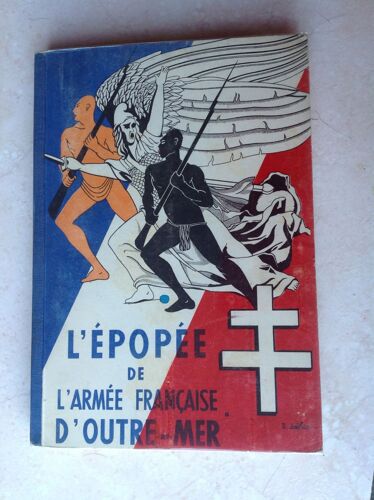 L'ÉPOPÉE
DE
L'ARMÉE FRANÇAISE
D'OUTRE-MER